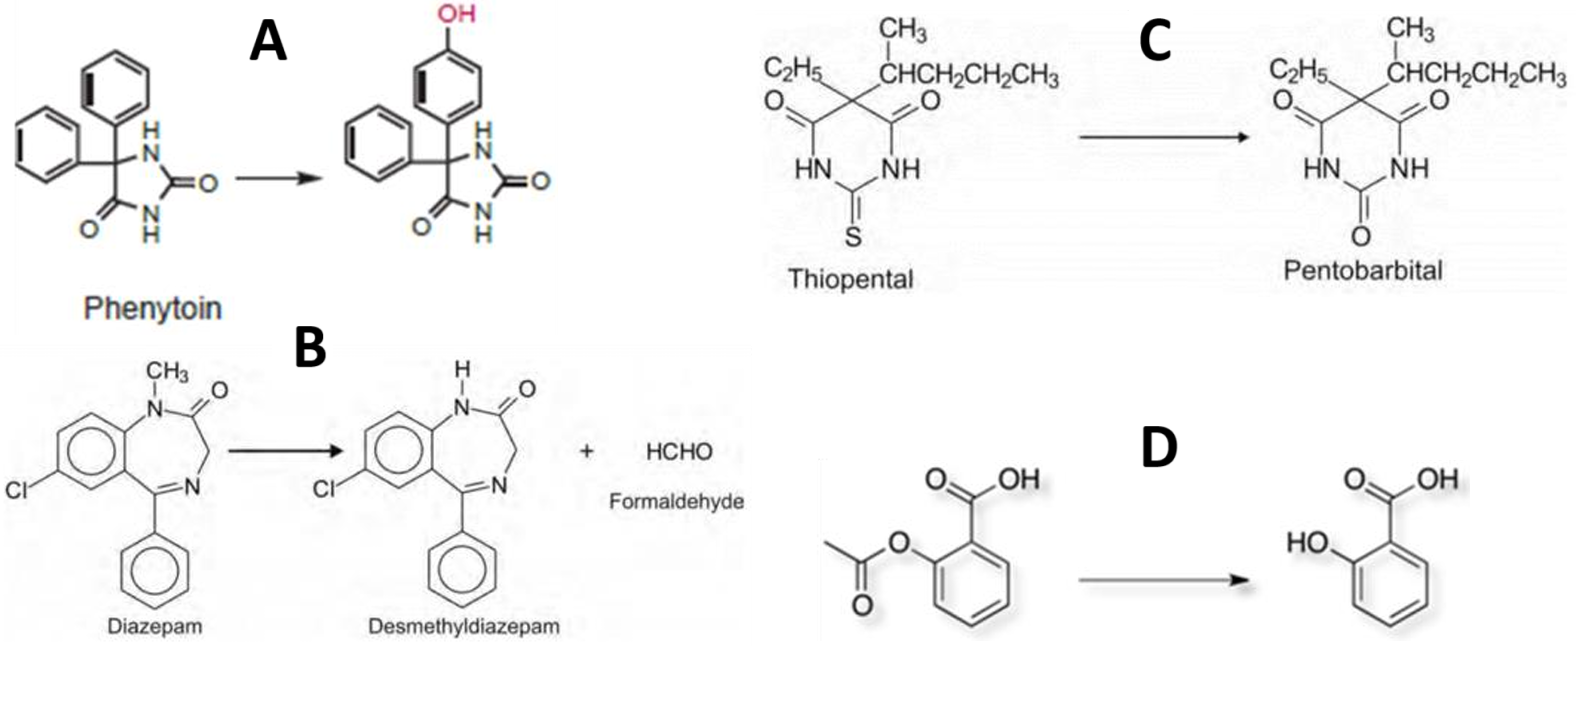 A
OH
H
N
O
N
H
O
H
N
O
N
H
O
Phenytoin
B
CH₃
N
O
N
Cl
Diazepam
H
N
O
N
Cl
Desmethyldiazepam
+
HCHO
Formaldehyde
C
CH₃
C₂H₅
CHCH₂CH₂CH₃
O
O
HN
NH
S
Thiopental
CH₃
C₂H₅
CHCH₂CH₂CH₃
O
O
HN
NH
O
Pentobarbital
D
O
OH
O
O
O
OH
HO